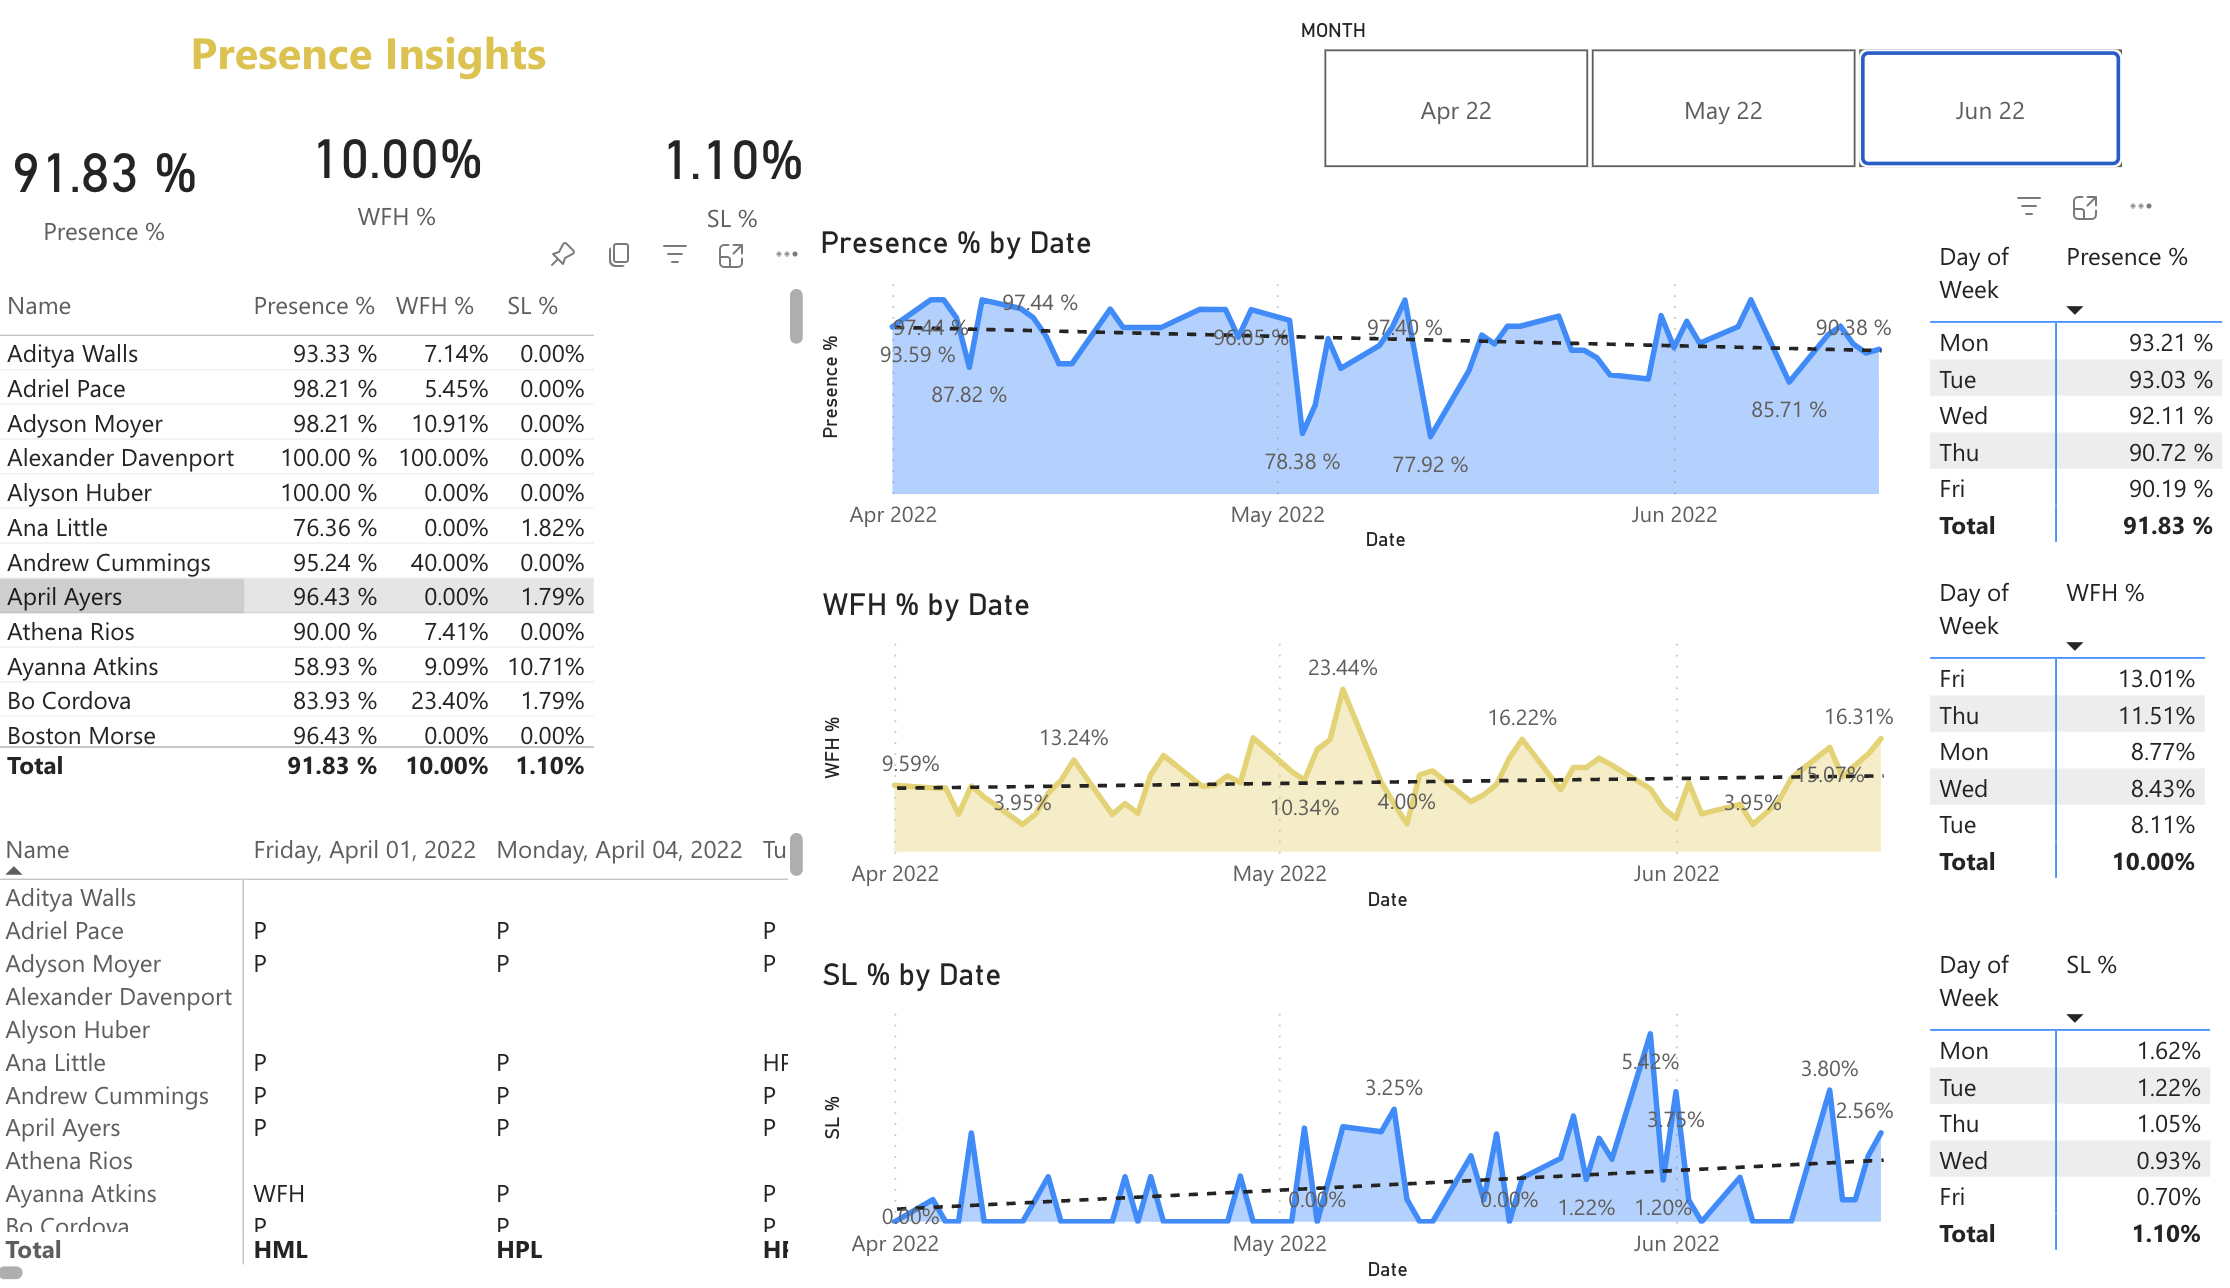 Presence Insights
MONTH
Apr 22
May 22
Jun 22
91.83 %
Presence %
10.00%
WFH %
1.10%
SL %
Name Presence % WFH % SL %
Aditya Walls 93.33 % 7.14% 0.00%
Adriel Pace 98.21 % 5.45% 0.00%
Adyson Moyer 98.21 % 10.91% 0.00%
Alexander Davenport 100.00 % 100.00% 0.00%
Alyson Huber 100.00 % 0.00% 0.00%
Ana Little 76.36 % 0.00% 1.82%
Andrew Cummings 95.24 % 40.00% 0.00%
April Ayers 96.43 % 0.00% 1.79%
Athena Rios 90.00 % 7.41% 0.00%
Ayanna Atkins 58.93 % 9.09% 10.71%
Bo Cordova 83.93 % 23.40% 1.79%
Boston Morse 96.43 % 0.00% 0.00%
Total 91.83 % 10.00% 1.10%
Name Friday, April 01, 2022 Monday, April 04, 2022 Tu
Aditya Walls
Adriel Pace P P P
Adyson Moyer P P P
Alexander Davenport
Alyson Huber
Ana Little P P HP
Andrew Cummings P P P
April Ayers P P P
Athena Rios
Ayanna Atkins WFH P P
Bo Cordova P P P
Total HML HPL
Presence % by Date
Presence %
97.44 %
97.44 %
93.59 %
87.82 %
96.05 %
97.40 %
78.38 %
77.92 %
85.71 %
90.38 %
Apr 2022 May 2022 Jun 2022
Date
WFH % by Date
WFH %
9.59%
3.95%
13.24%
10.34%
23.44%
4.00%
16.22%
3.95%
15.07%
16.31%
Apr 2022 May 2022 Jun 2022
Date
SL % by Date
SL %
0.00%
0.00%
3.25%
0.00%
1.22%
5.42%
1.20%
3.75%
3.80%
2.56%
Apr 2022 May 2022 Jun 2022
Date
Day of Week Presence %
Mon 93.21 %
Tue 93.03 %
Wed 92.11 %
Thu 90.72 %
Fri 90.19 %
Total 91.83 %
Day of Week WFH %
Fri 13.01%
Thu 11.51%
Mon 8.77%
Wed 8.43%
Tue 8.11%
Total 10.00%
Day of Week SL %
Mon 1.62%
Tue 1.22%
Thu 1.05%
Wed 0.93%
Fri 0.70%
Total 1.10%